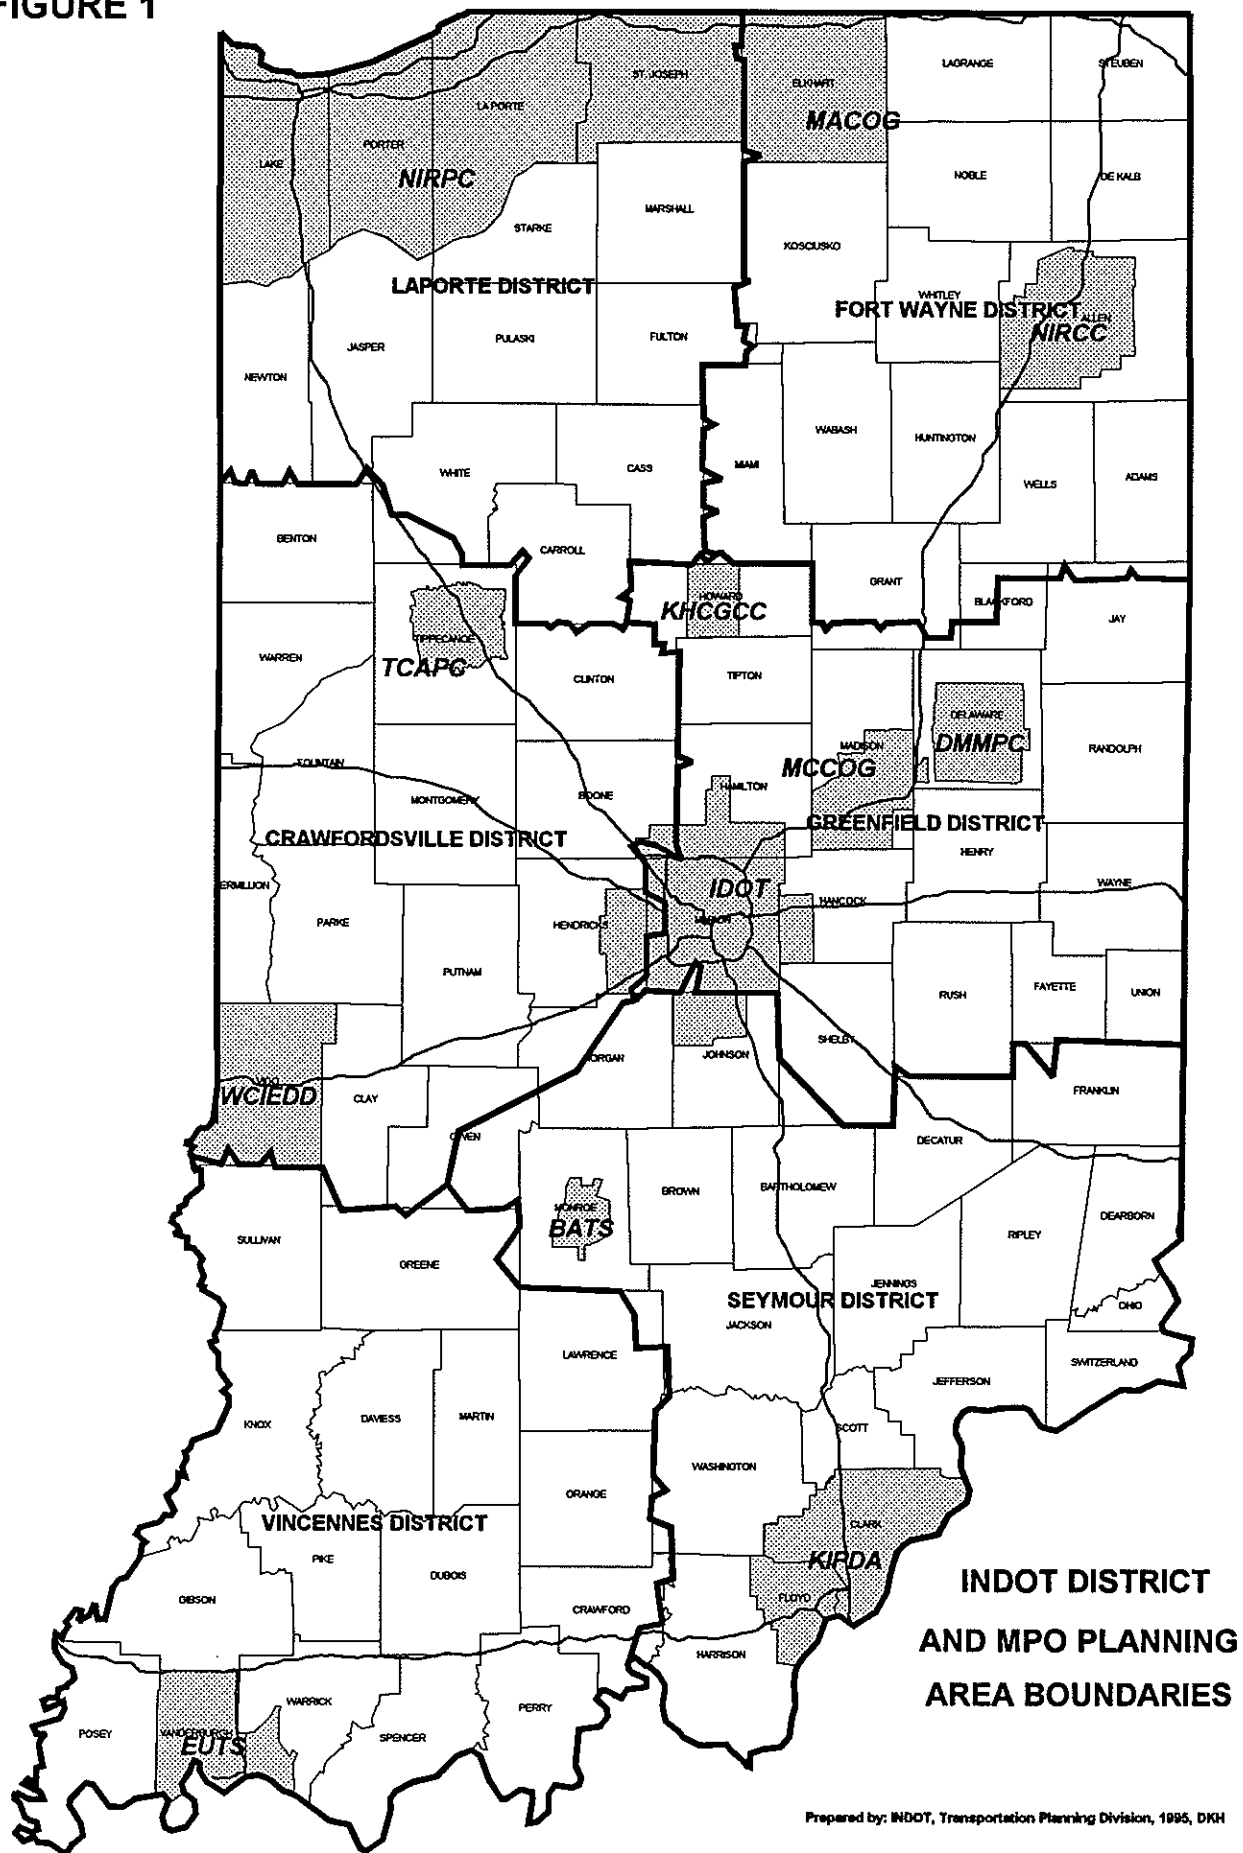 FIGURE 1
LAGRANGE
STEUBEN
ST. JOSEPH
ELKHART
LA PORTE
MACOG
PORTER
LAKE
NIRPC
NOBLE
DE KALB
MARSHALL
STARKE
KOSCIUSKO
LAPORTE DISTRICT
WHITLEY
FORT WAYNE DISTRICT
ALLEN
NIRCC
PULASKI
FULTON
JASPER
NEWTON
WABASH
HUNTINGTON
WHITE
CASS
MIAMI
WELLS
ADAMS
BENTON
CARROLL
GRANT
HOWARD
BLACKFORD
KHCGCC
JAY
TIPPECANOE
WARREN
TCAPC
CLINTON
TIPTON
DELAWARE
DMMPC
MADISON
RANDOLPH
FOUNTAIN
MCCOG
HAMILTON
MONTGOMERY
BOONE
GREENFIELD DISTRICT
CRAWFORDSVILLE DISTRICT
HENRY
ERMILLION
IDOT
WAYNE
HANCOCK
PARKE
HENDRICKS
MARION
PUTNAM
RUSH
FAYETTE
UNION
SHELBY
MORGAN
JOHNSON
VIGO
WCIEDD
CLAY
FRANKLIN
OWEN
DECATUR
BROWN
BARTHOLOMEW
MONROE
BATS
DEARBORN
SULLIVAN
RIPLEY
GREENE
JENNINGS
SEYMOUR DISTRICT
OHIO
JACKSON
LAWRENCE
SWITZERLAND
JEFFERSON
KNOX
DAVIESS
MARTIN
SCOTT
WASHINGTON
ORANGE
VINCENNES DISTRICT
CLARK
PIKE
KIPDA
DUBOIS
INDOT DISTRICT
GIBSON
FLOYD
CRAWFORD
AND MPO PLANNING
HARRISON
AREA BOUNDARIES
WARRICK
PERRY
POSEY
VANDERBURGH
SPENCER
EUTS
Prepared by: INDOT, Transportation Planning Division, 1995, DKH